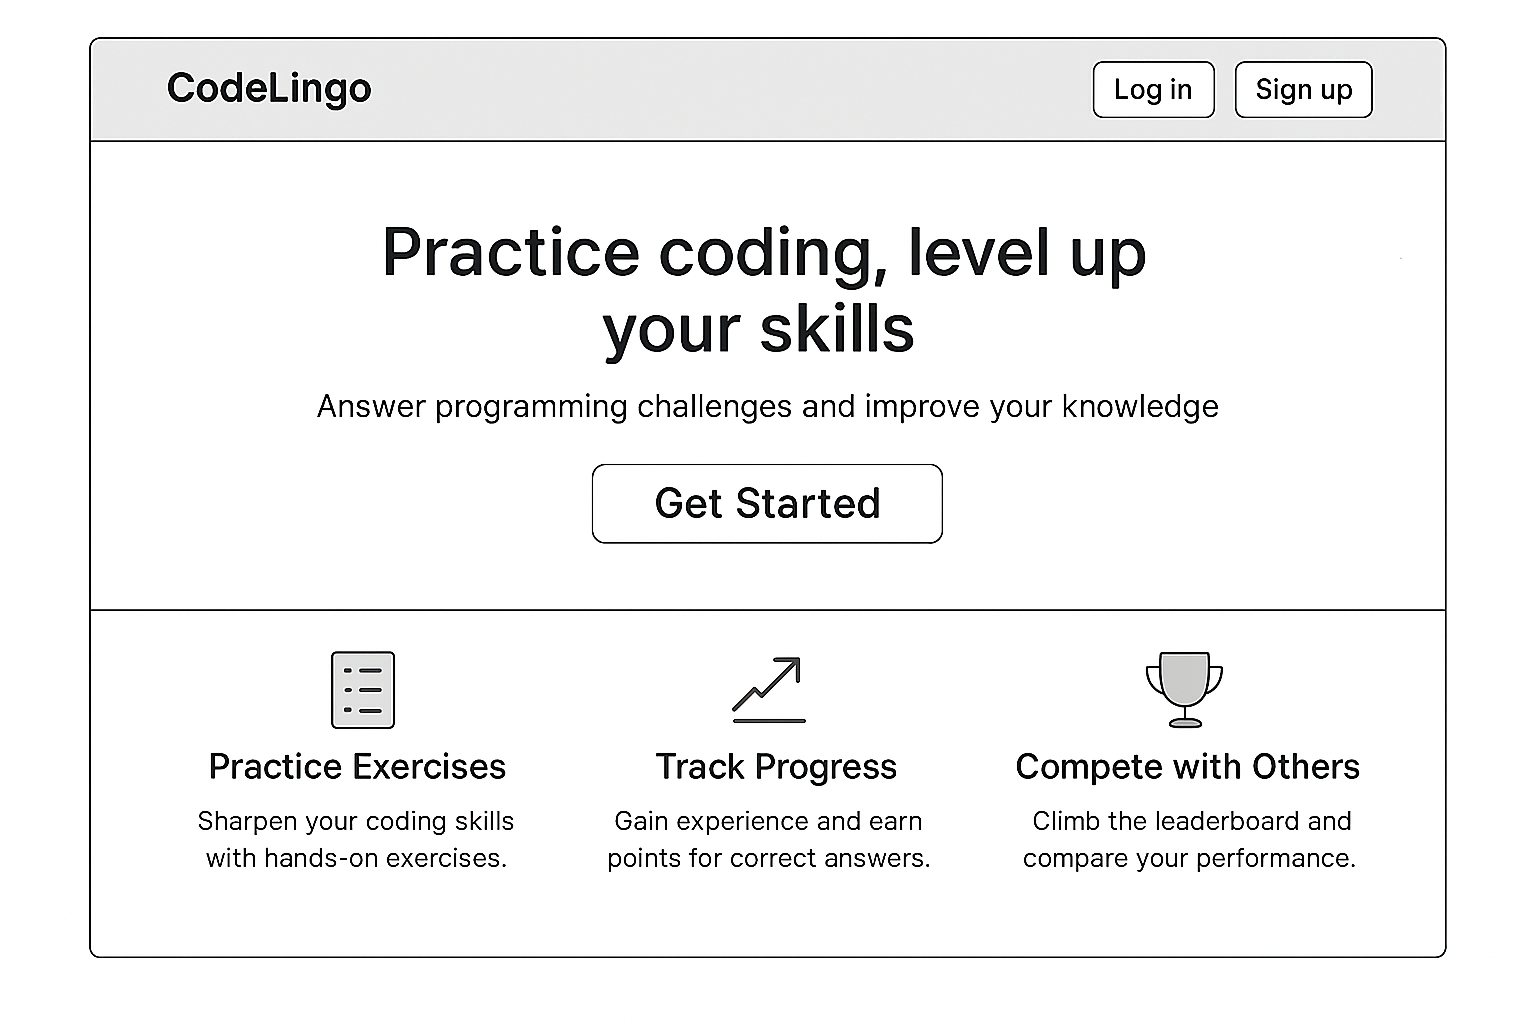 CodeLingo
Log in
Sign up
Practice coding, level up
your skills
Answer programming challenges and improve your knowledge
Get Started
Practice Exercises
Sharpen your coding skills
with hands-on exercises.
Track Progress
Gain experience and earn
points for correct answers.
Compete with Others
Climb the leaderboard and
compare your performance.